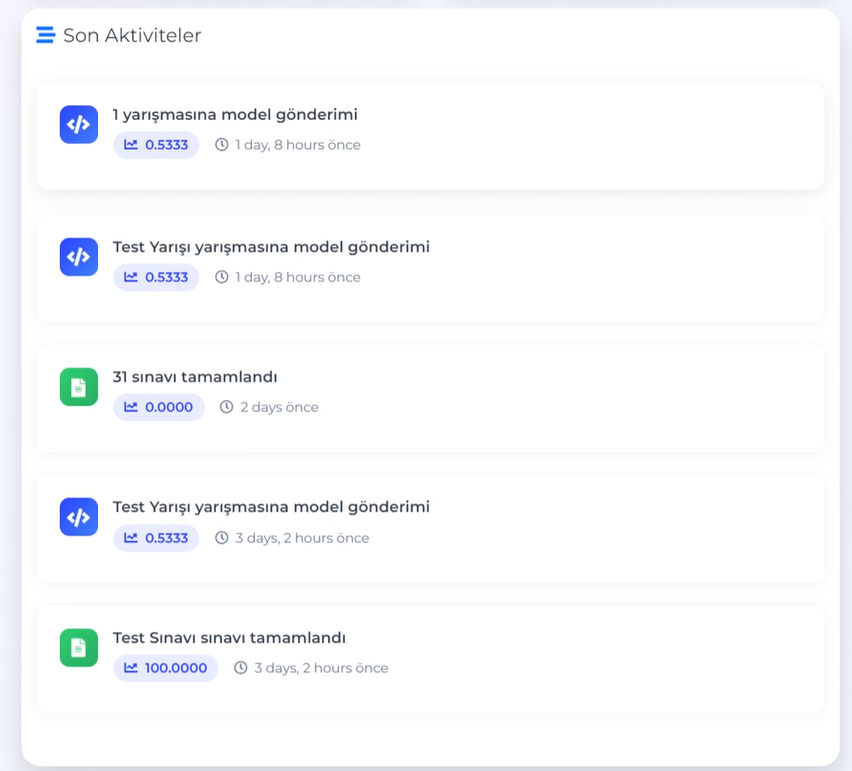 Son Aktiviteler
1 yarışmasına model gönderimi
0.5333 1 day, 8 hours önce
Test Yarışı yarışmasına model gönderimi
0.5333 1 day, 8 hours önce
31 sınavı tamamlandı
0.0000 2 days önce
Test Yarışı yarışmasına model gönderimi
0.5333 3 days, 2 hours önce
Test Sınavı sınavı tamamlandı
100.0000 3 days, 2 hours önce